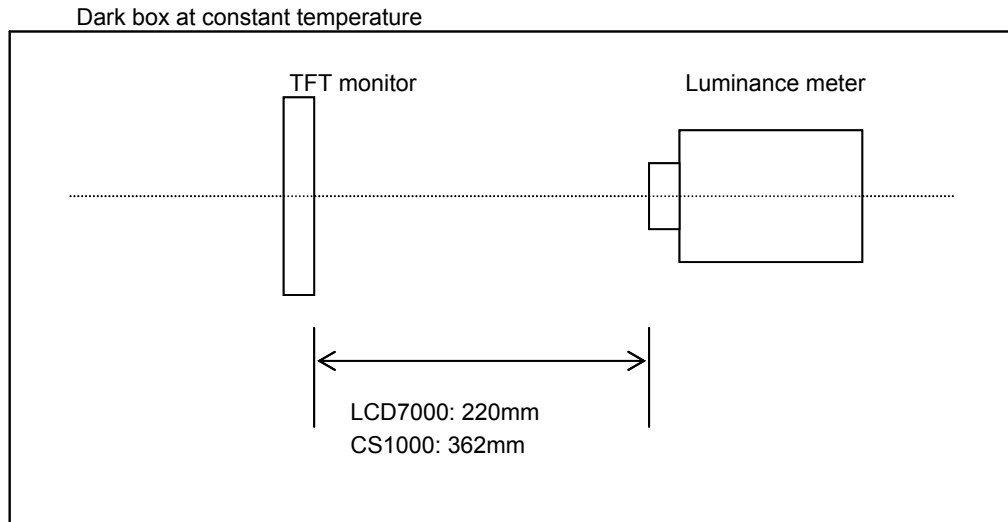 Dark box at constant temperature
TFT monitor
Luminance meter
LCD7000: 220mm
CS1000: 362mm